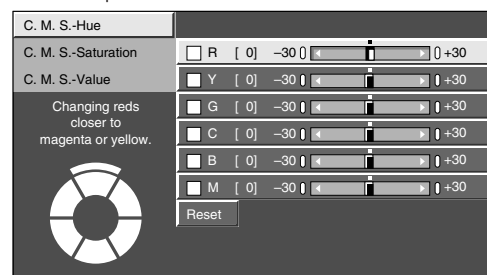 C. M. S.-Hue
C. M. S.-Saturation
C. M. S.-Value
Changing reds
closer to
magenta or yellow.
R [ 0] −30 +30
Y [ 0] −30 +30
G [ 0] −30 +30
C [ 0] −30 +30
B [ 0] −30 +30
M [ 0] −30 +30
Reset